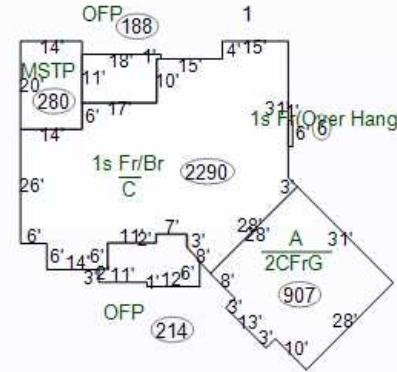 OFP 188 1
14' 18' 1' 15' 4' 15'
MSTP 11' 10'
20' 280 17' 31' 1' 1s Fr(Over Hang
14' 6' 6' 6
1s Fr/Br 2290
C
26' 3'
28' 28' A 31'
6' 11' 2' 7' 3' 2CFrG
6' 14' 6' 8' 8' 907
3' 2' 11' 1' 12 6' 3'
OFP 214 13' 28'
3' 10'